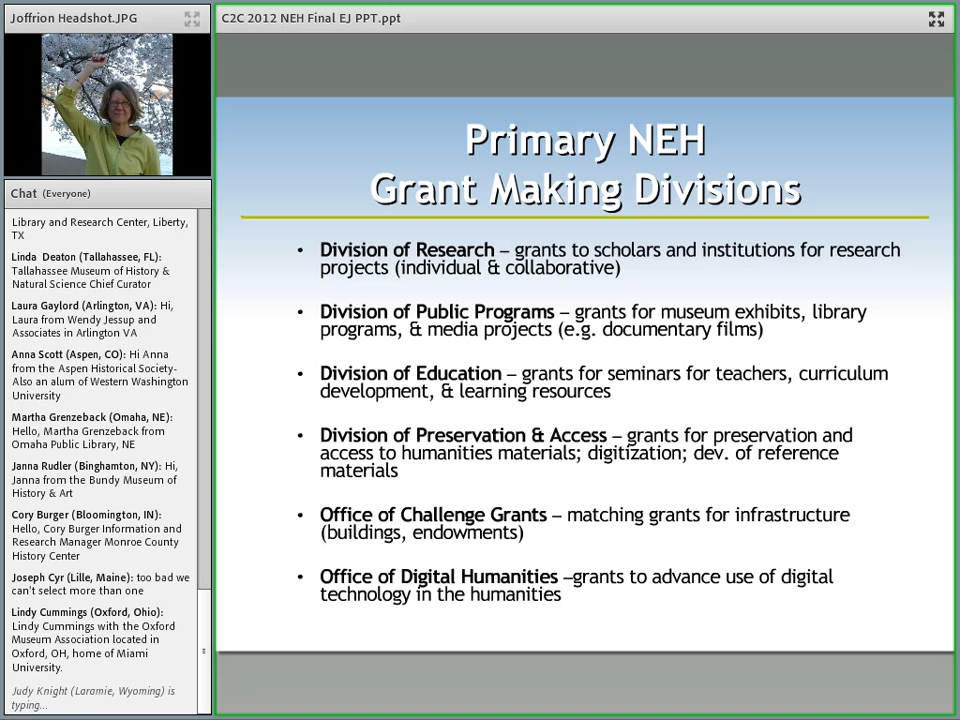 Joffrion Headshot.JPG
Chat (Everyone)
Library and Research Center, Liberty,
TX
Linda Deaton (Tallahassee, FL):
Tallahassee Museum of History &
Natural Science Chief Curator
Laura Gaylord (Arlington, VA): Hi,
Laura from Wendy Jessup and
Associates in Arlington VA
Anna Scott (Aspen, CO): Hi Anna
from the Aspen Historical Society-
Also an alum of Western Washington
University
Martha Grenzeback (Omaha, NE):
Hello, Martha Grenzeback from
Omaha Public Library, NE
Janna Rudler (Binghamton, NY): Hi,
Janna from the Bundy Museum of
History & Art
Cory Burger (Bloomington, IN):
Hello, Cory Burger Information and
Research Manager Monroe County
History Center
Joseph Cyr (Lille, Maine): too bad we
can't select more than one
Lindy Cummings (Oxford, Ohio):
Lindy Cummings with the Oxford
Museum Association located in
Oxford, OH, home of Miami
University.
Judy Knight (Laramie, Wyoming) is
typing...
C2C 2012 NEH Final EJ PPT.ppt
Primary NEH
Grant Making Divisions
• Division of Research – grants to scholars and institutions for research
projects (individual & collaborative)
• Division of Public Programs – grants for museum exhibits, library
programs, & media projects (e.g. documentary films)
• Division of Education – grants for seminars for teachers, curriculum
development, & learning resources
• Division of Preservation & Access – grants for preservation and
access to humanities materials; digitization; dev. of reference
materials
• Office of Challenge Grants – matching grants for infrastructure
(buildings, endowments)
• Office of Digital Humanities –grants to advance use of digital
technology in the humanities